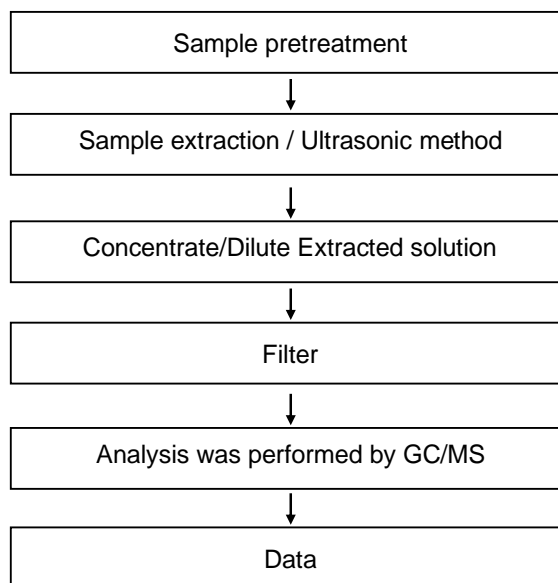 Sample pretreatment
Sample extraction / Ultrasonic method
Concentrate/Dilute Extracted solution
Filter
Analysis was performed by GC/MS
Data